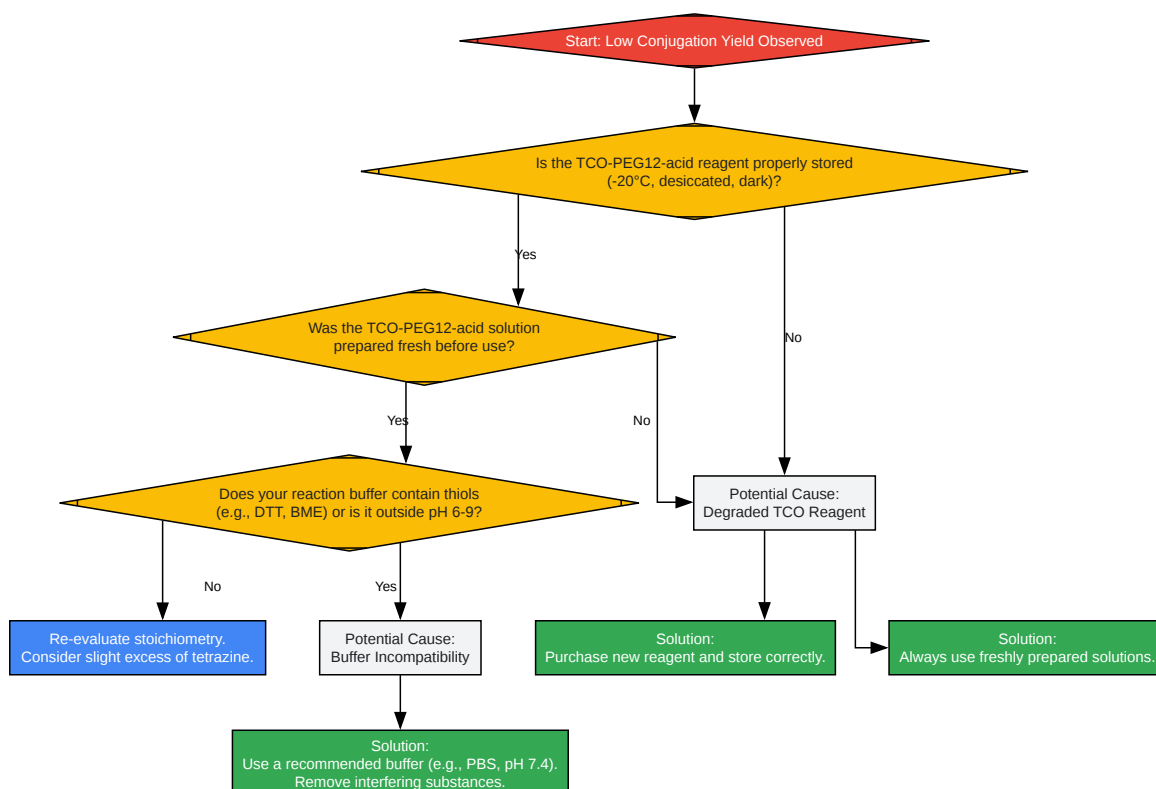 Start: Low Conjugation Yield Observed
Is the TCO-PEG12-acid reagent properly stored
(-20°C, desiccated, dark)?
Yes
No
Was the TCO-PEG12-acid solution
prepared fresh before use?
Yes
No
Does your reaction buffer contain thiols
(e.g., DTT, BME) or is it outside pH 6-9?
Potential Cause:
Degraded TCO Reagent
No
Yes
Re-evaluate stoichiometry.
Consider slight excess of tetrazine.
Potential Cause:
Buffer Incompatibility
Solution:
Purchase new reagent and store correctly.
Solution:
Always use freshly prepared solutions.
Solution:
Use a recommended buffer (e.g., PBS, pH 7.4).
Remove interfering substances.